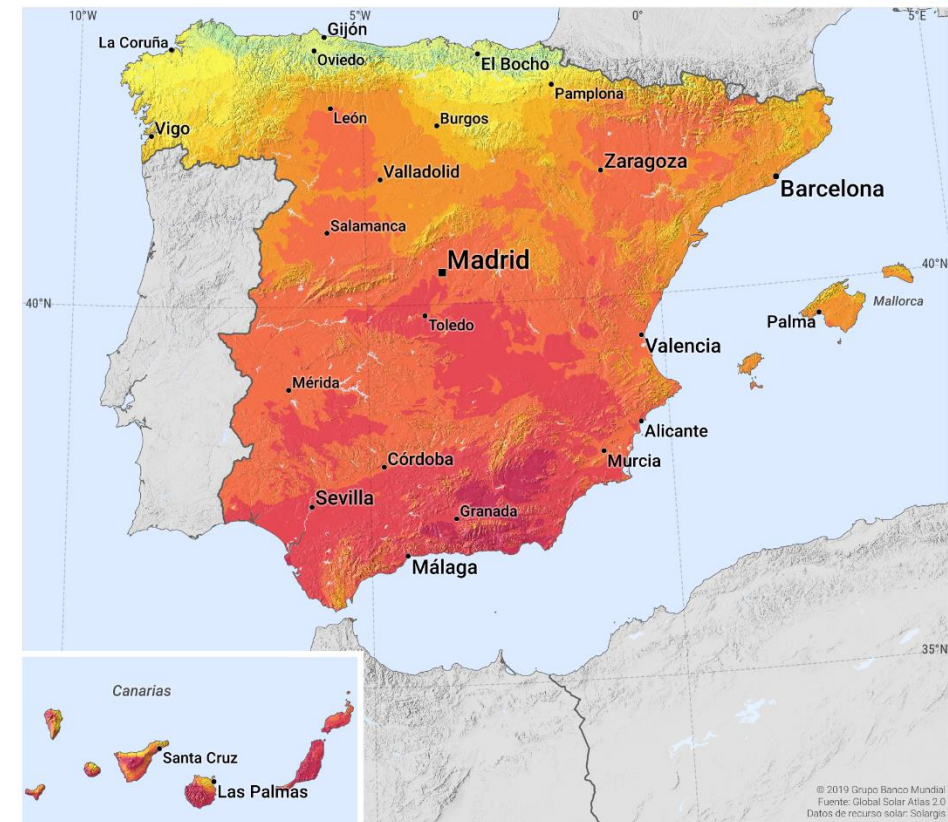 10°W
5°W
0°
5°E
La Coruña
Gijón
Oviedo
El Bocho
Pamplona
León
Burgos
Vigo
Zaragoza
Valladolid
Barcelona
Salamanca
Madrid
40°N
40°N
Mallorca
Palma
Toledo
Valencia
Mérida
Alicante
Córdoba
Murcia
Sevilla
Granada
Málaga
35°N
Canarias
Santa Cruz
Las Palmas
© 2019 Grupo Banco Mundial
Fuente: Global Solar Atlas 2.0
Datos de recurso solar: Solargis